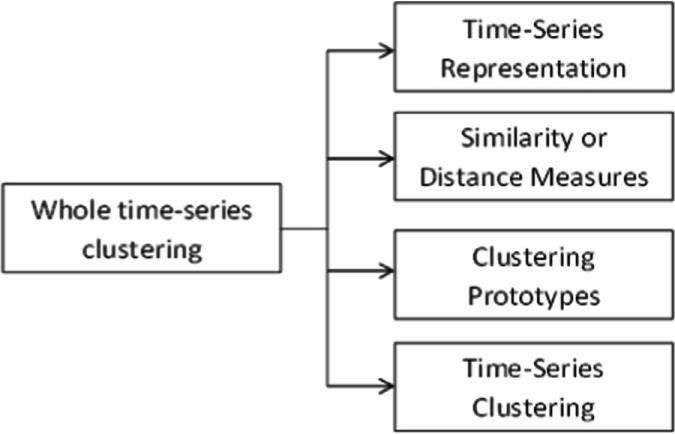 Time-Series
Representation
Similarity or
Distance Measures
Whole time-series
clustering
Clustering
Prototypes
Time-Series
Clustering